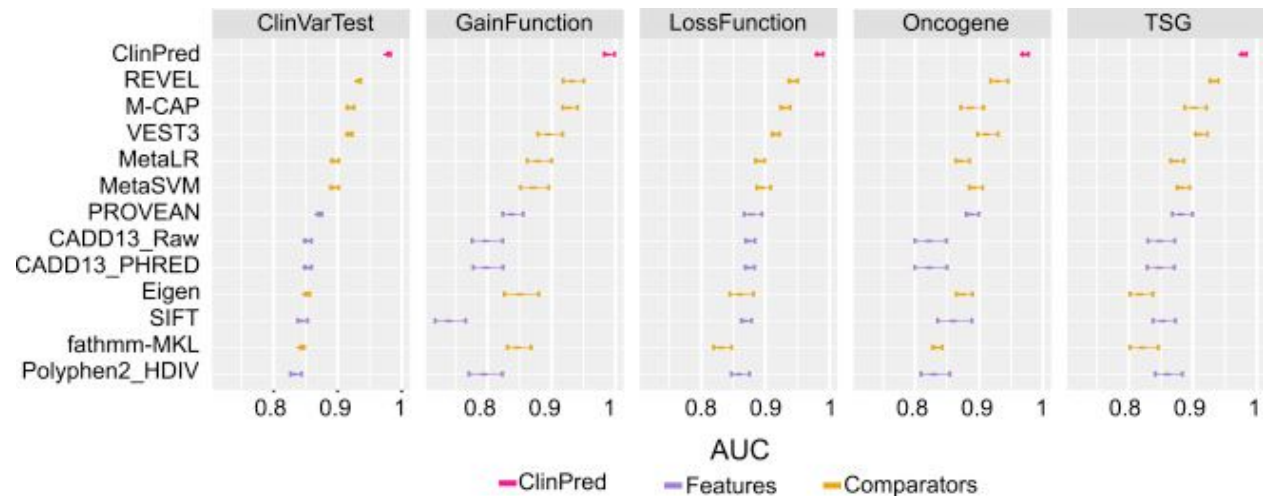 ClinVarTest GainFunction LossFunction Oncogene TSG
ClinPred
REVEL
M-CAP
VEST3
MetaLR
MetaSVM
PROVEAN
CADD13_Raw
CADD13_PHRED
Eigen
SIFT
fathmm-MKL
Polyphen2_HDIV
0.8 0.9 1 0.8 0.9 1 0.8 0.9 1 0.8 0.9 1 0.8 0.9 1
AUC
ClinPred Features Comparators